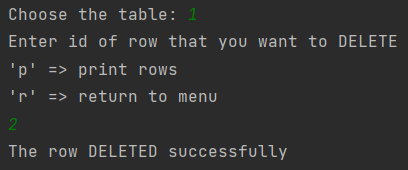 Choose the table: 1
Enter id of row that you want to DELETE
'p' => print rows
'r' => return to menu
2
The row DELETED successfully